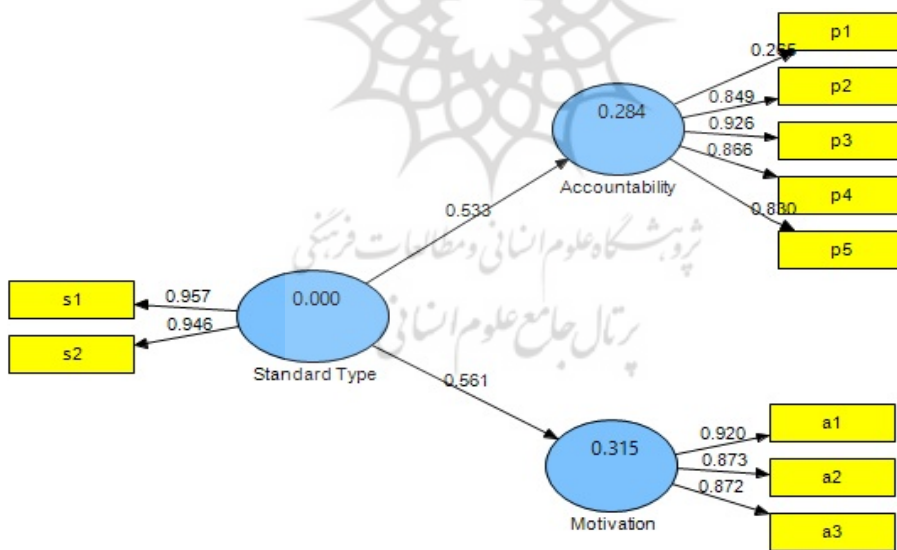 p1
0.265
p2
0.849
0.284
p3
0.926
0.866
p4
Accountability
0.830
0.533
p5
پژوهشگاه علوم انسانی و مطالعات فرهنگی
s1
0.957
0.000
0.946
پرتال جامع علوم انسانی
s2
Standard Type
0.561
a1
0.920
0.315
0.873
a2
0.872
Motivation
a3